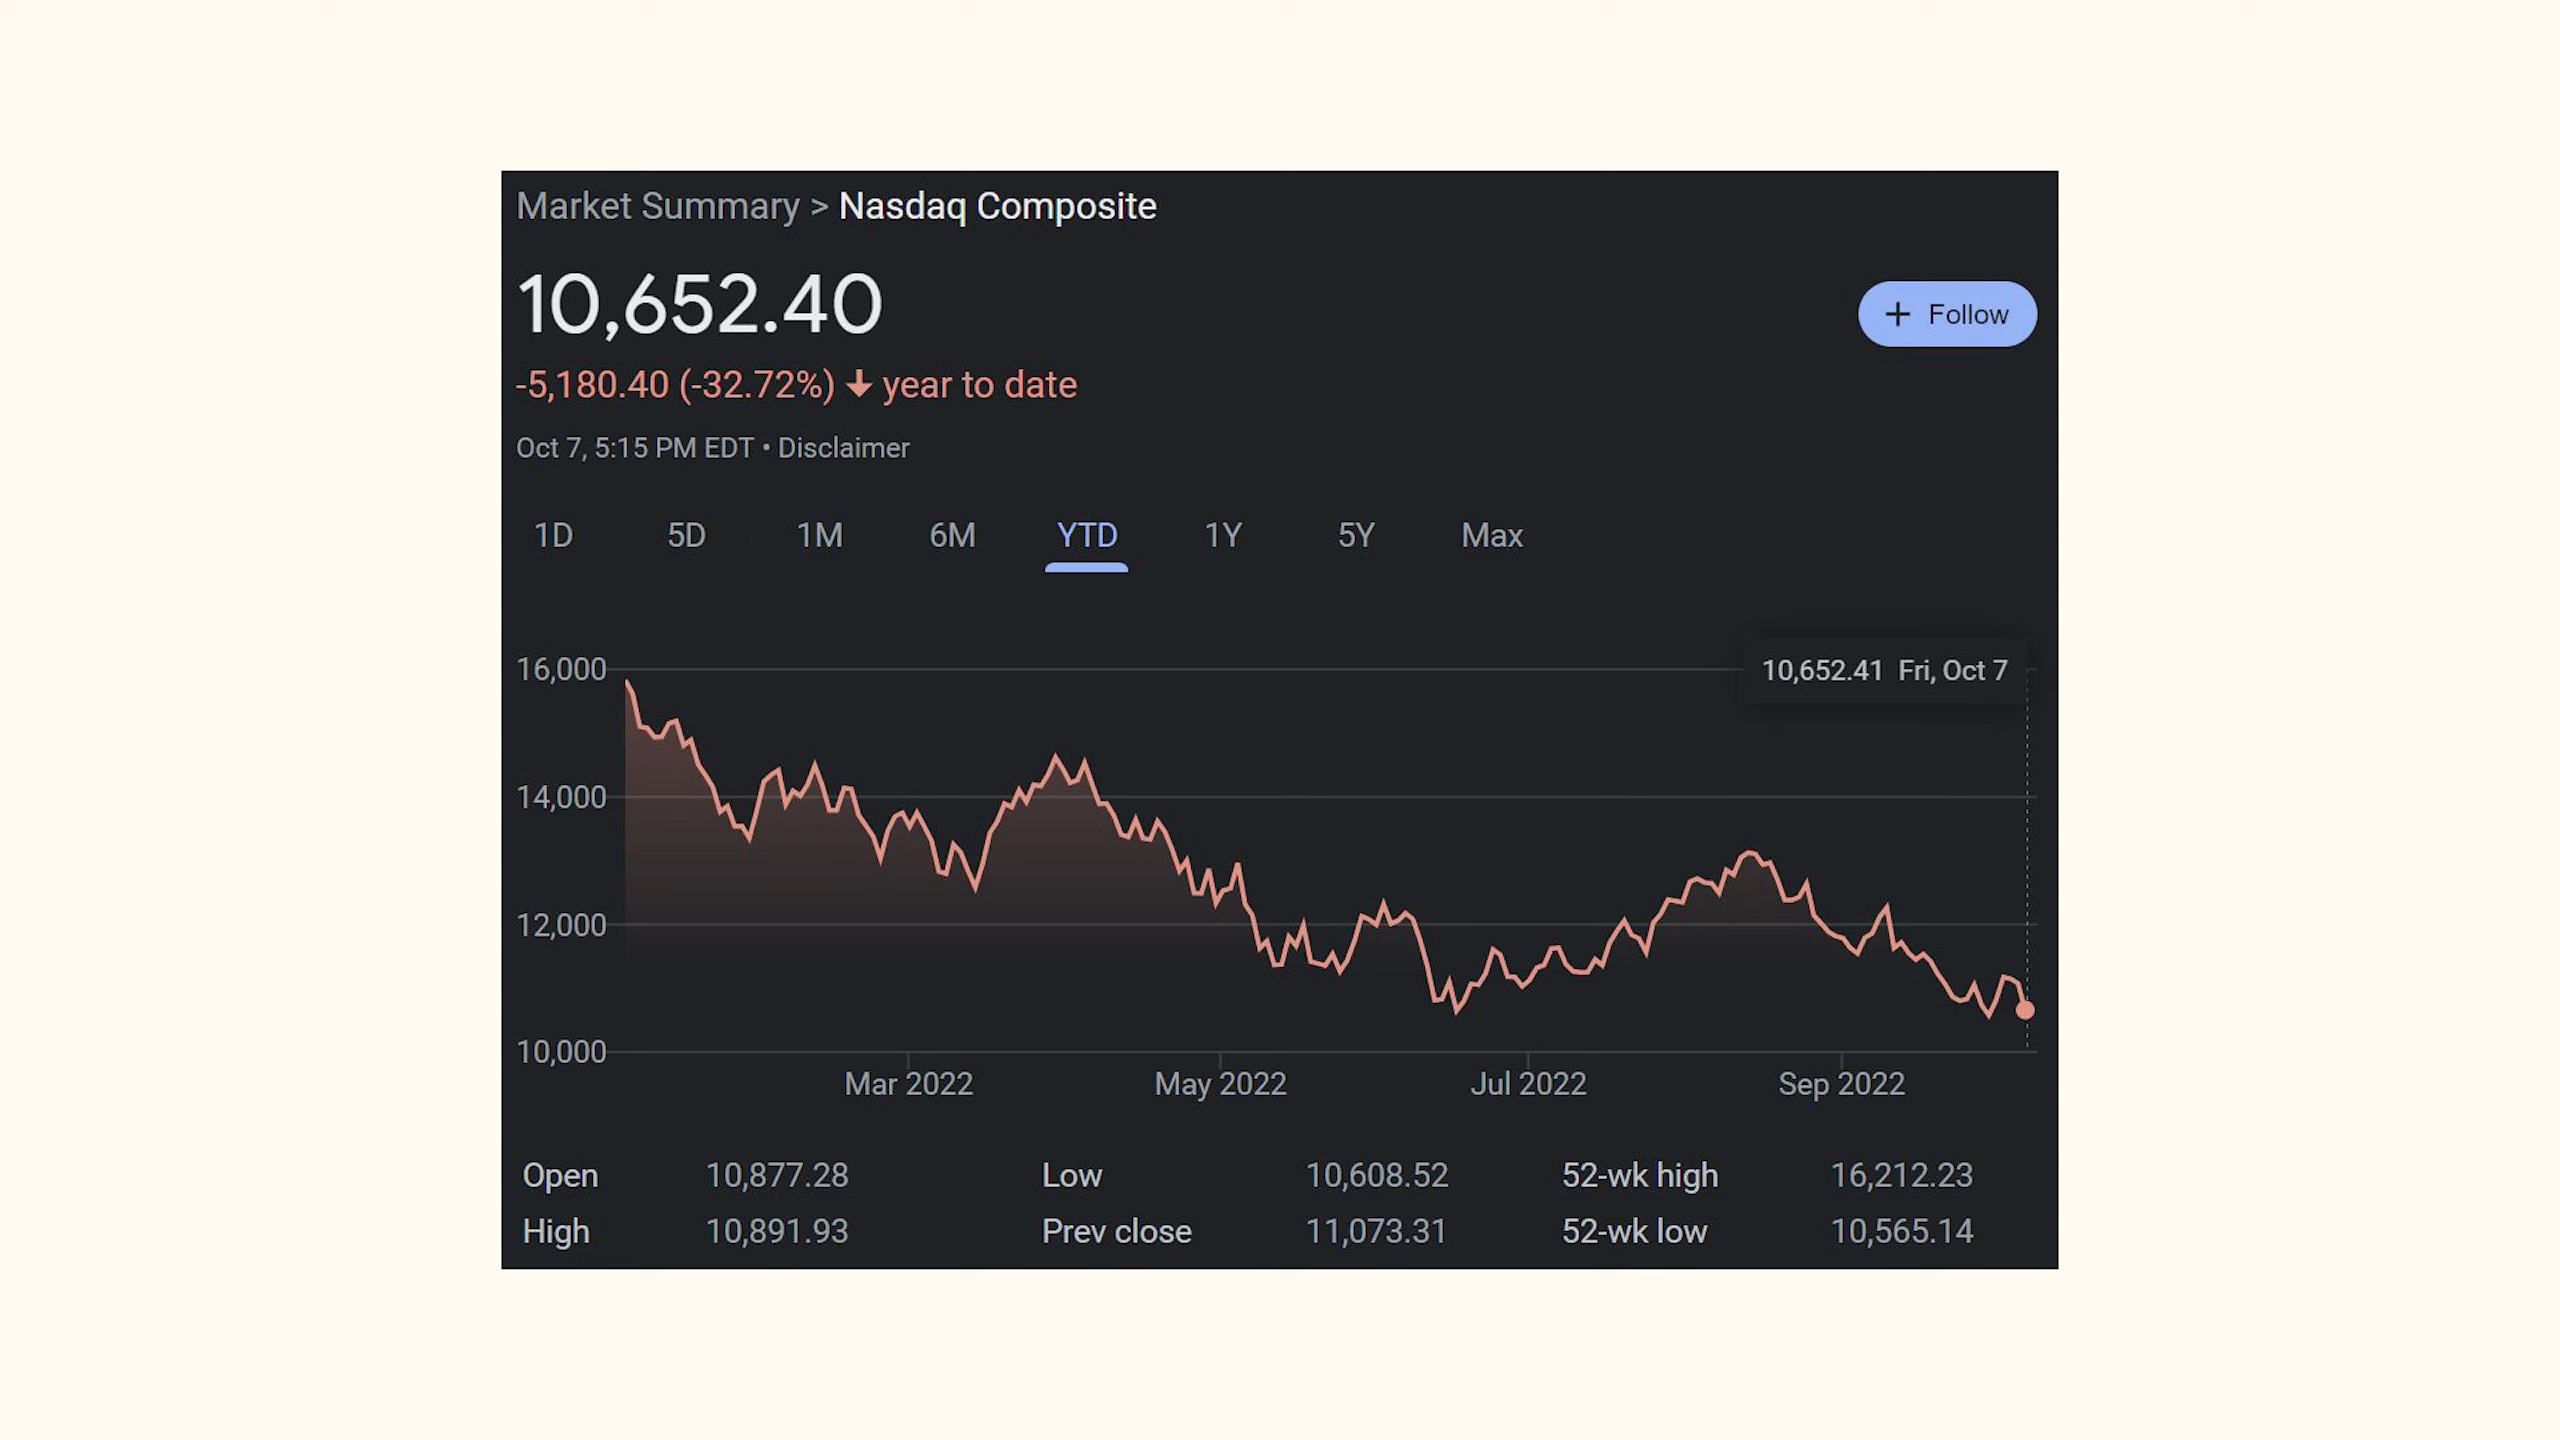 Market Summary > Nasdaq Composite
10,652.40
+ Follow
-5,180.40 (-32.72%) ↓ year to date
Oct 7, 5:15 PM EDT • Disclaimer
1D 5D 1M 6M YTD 1Y 5Y Max
10,652.41 Fri, Oct 7
16,000
14,000
12,000
10,000
Mar 2022 May 2022 Jul 2022 Sep 2022
Open 10,877.28 Low 10,608.52 52-wk high 16,212.23
High 10,891.93 Prev close 11,073.31 52-wk low 10,565.14